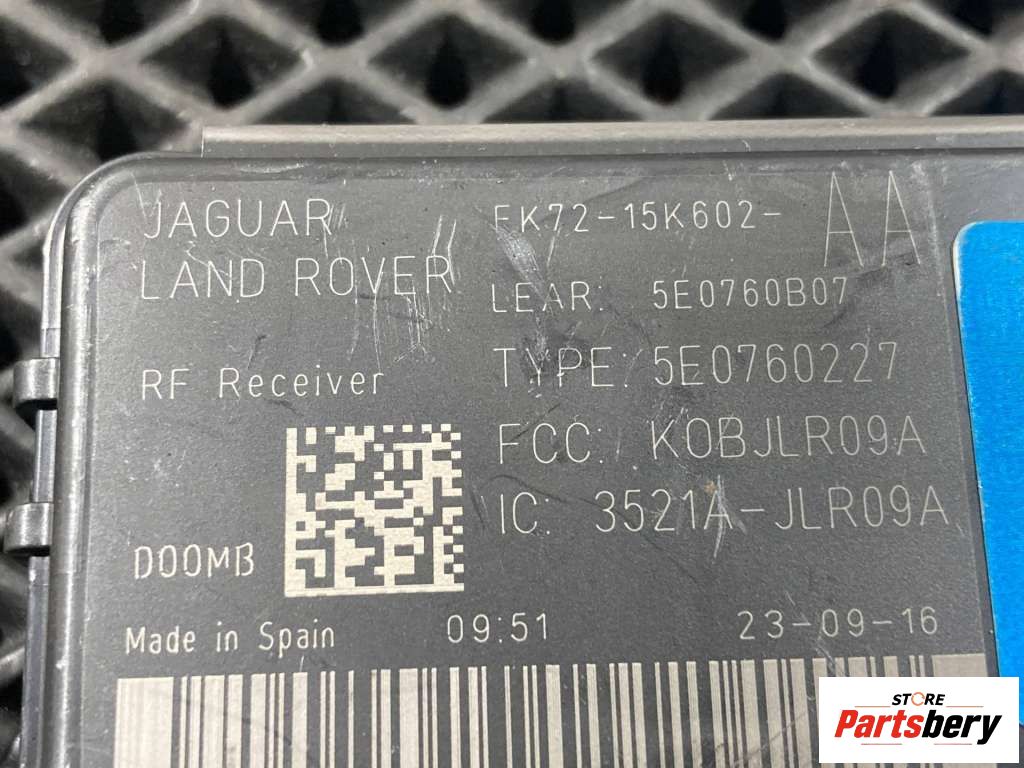 JAGUAR
LAND ROVER
RF Receiver
D00MB
Made in Spain
FK72-15K602-AA
LEAR: 5E0760B07
TYPE: 5E0760227
FCC: KOBJLR09A
IC: 3521A-JLR09A
09:51
23-09-16
STORE
Partsbery